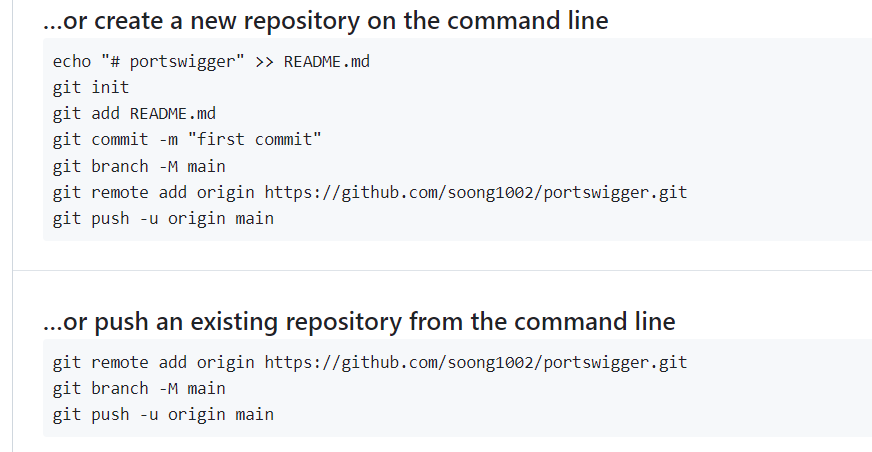 ...or create a new repository on the command line
echo "# portswigger" >> README.md
git init
git add README.md
git commit -m "first commit"
git branch -M main
git remote add origin https://github.com/soong1002/portswigger.git
git push -u origin main
...or push an existing repository from the command line
git remote add origin https://github.com/soong1002/portswigger.git
git branch -M main
git push -u origin main